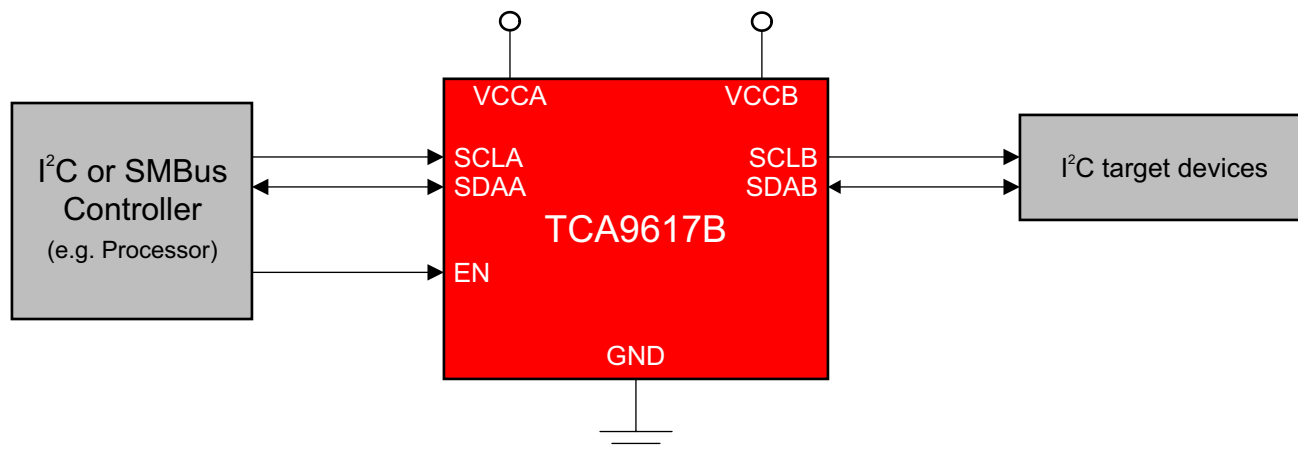 VCCA
VCCB
I²C or SMBus
Controller
(e.g. Processor)
SCLA
SDAA
EN
SCLB
SDAB
TCA9617B
GND
I²C target devices